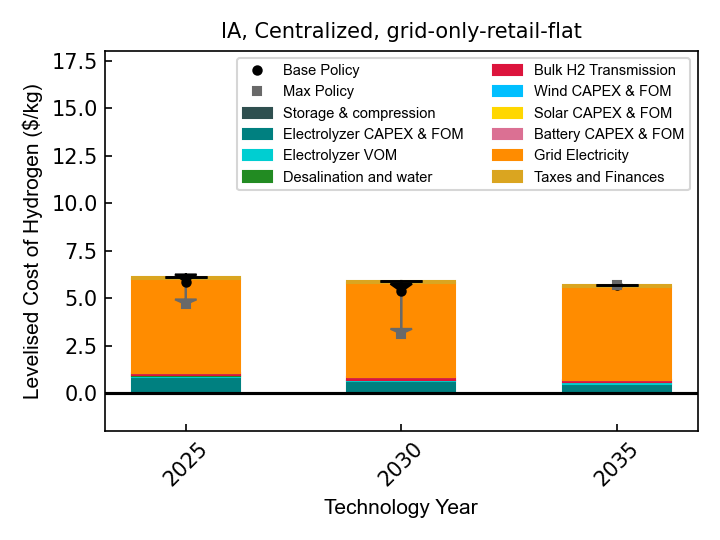 IA, Centralized, grid-only-retail-flat
Levelised Cost of Hydrogen ($/kg)
17.5
15.0
12.5
10.0
7.5
5.0
2.5
0.0
Base Policy
Max Policy
Storage & compression
Electrolyzer CAPEX & FOM
Electrolyzer VOM
Desalination and water
Bulk H2 Transmission
Wind CAPEX & FOM
Solar CAPEX & FOM
Battery CAPEX & FOM
Grid Electricity
Taxes and Finances
2025
2030
2035
Technology Year